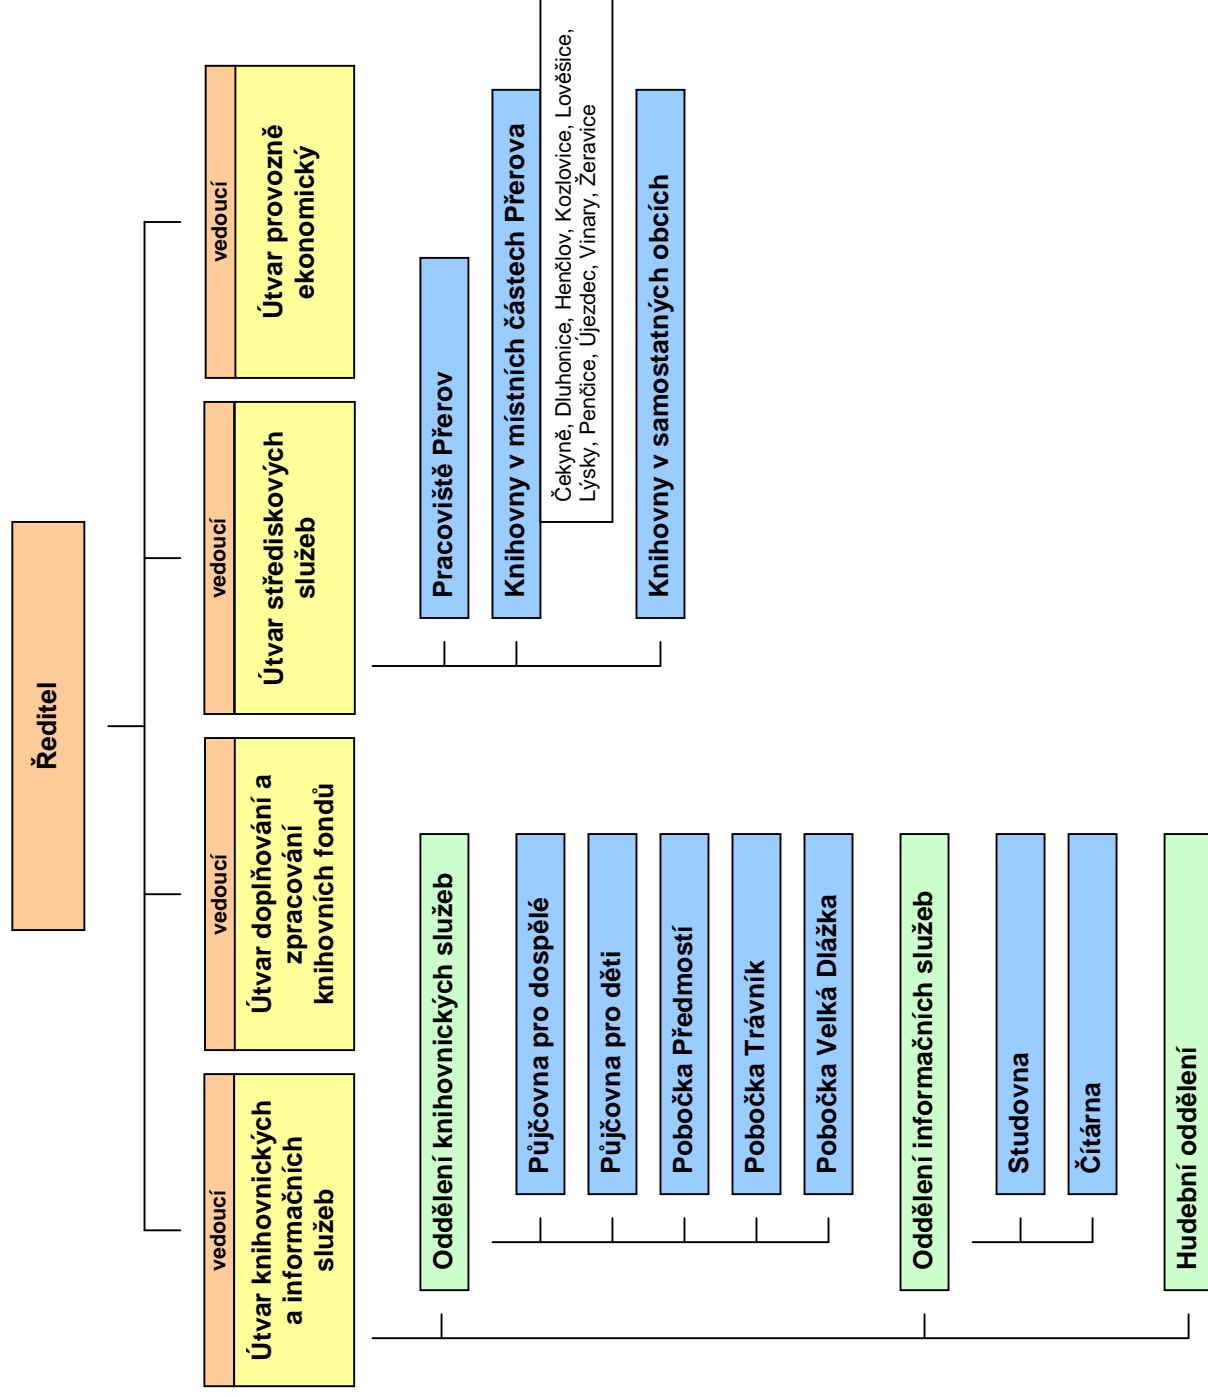 Ředitel
vedoucí
Útvar knihovnických
a informačních
služeb
vedoucí
Útvar doplňování a
zpracování
knihovních fondů
vedoucí
Útvar střediskových
služeb
vedoucí
Útvar provozně
ekonomický
Oddělení knihovnických služeb
Půjčovna pro dospělé
Půjčovna pro děti
Pobočka Předmostí
Pobočka Trávník
Pobočka Velká Dlážka
Oddělení informačních služeb
Studovna
Čítárna
Hudební oddělení
Pracoviště Přerov
Knihovny v místních částech Přerova
Čekyně, Dluhonice, Henčlov, Kozlovice, Lověšice,
Lýsky, Penčice, Újezdec, Vinary, Žeravice
Knihovny v samostatných obcích